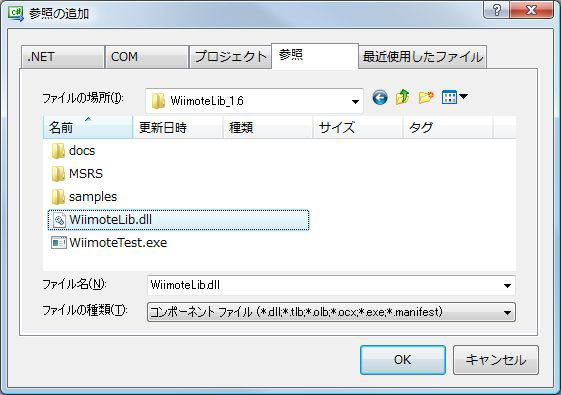 参照の追加
.NET COM プロジェクト 参照 最近使用したファイル
ファイルの場所(I): WiimoteLib_1.6
名前 更新日時 種類 サイズ タグ
docs
MSRS
samples
WiimoteLib.dll
WiimoteTest.exe
ファイル名(N): WiimoteLib.dll
ファイルの種類(T): コンポーネント ファイル (*.dll;*.tlb;*.olb;*.ocx;*.exe;*.manifest)
OK キャンセル